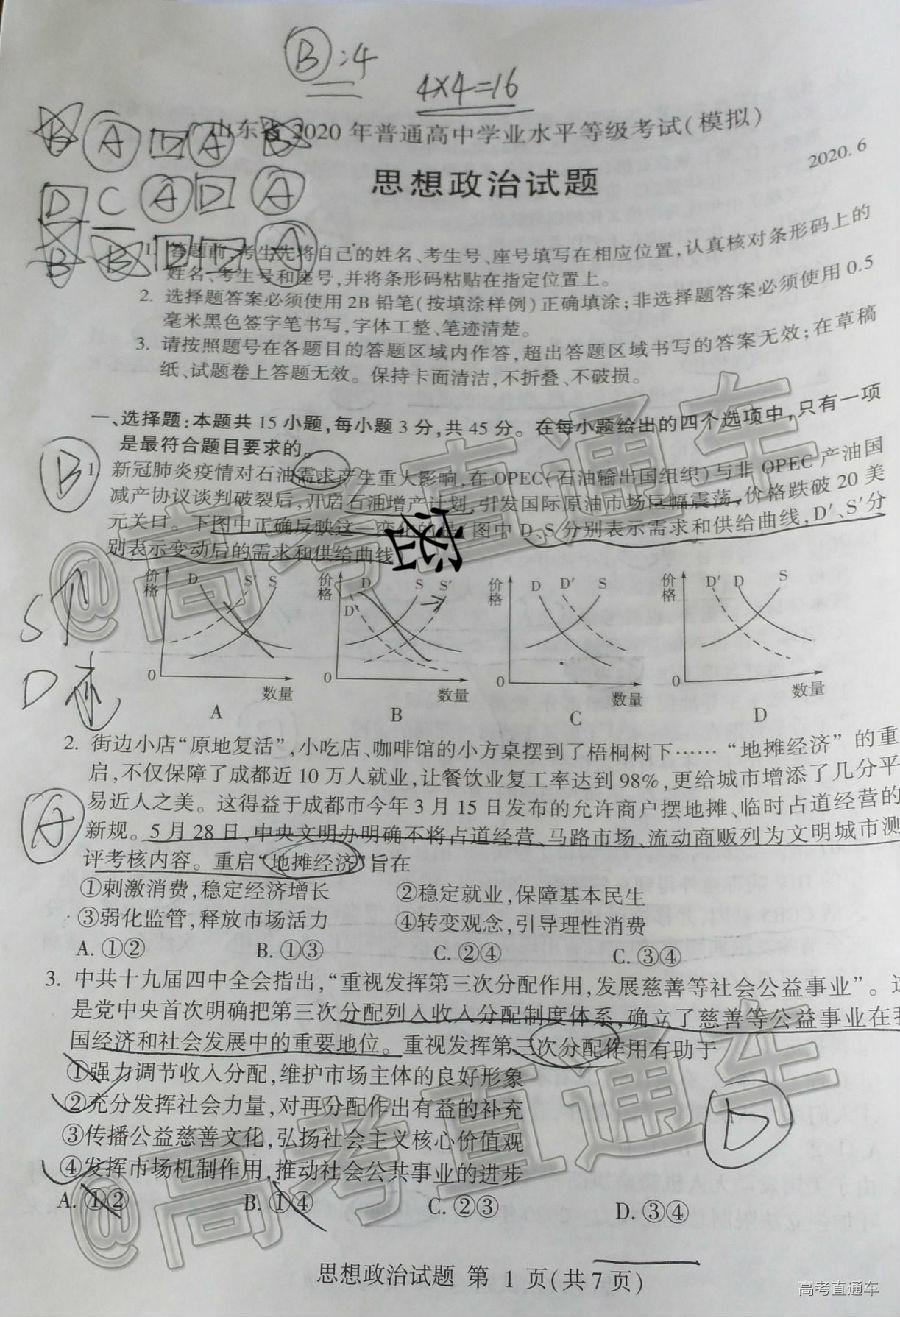 B:4
4×4=16
山东省2020年普通高中学业水平等级考试(模拟)
2020.6
思想政治试题
B A D A B
D C A D A
B B D D A
1. 答题前,考生先将自己的姓名、考生号、座号填写在相应位置,认真核对条形码上的
姓名、考生号和座号,并将条形码粘贴在指定位置上。
2. 选择题答案必须使用2B铅笔(按填涂样例)正确填涂;非选择题答案必须使用0.5
毫米黑色签字笔书写,字体工整、笔迹清楚。
3. 请按照题号在各题目的答题区域内作答,超出答题区域书写的答案无效;在草稿
纸、试题卷上答题无效。保持卡面清洁,不折叠、不破损。
一、选择题:本题共15小题,每小题3分,共45分。在每小题给出的四个选项中,只有一项
是最符合题目要求的。
B
1. 新冠肺炎疫情对石油需求产生重大影响,在OPEC(石油输出国组织)与非OPEC产油国
减产协议谈判破裂后,开启石油增产计划,引发国际原油市场巨幅震荡,价格跌破20美
元关口。下图中正确反映这一变化的是(图中D、S分别表示需求和供给曲线,D′、S′分
别表示变动后的需求和供给曲线
密
S个
D
价格 D S′ S 0 数量
价格 D D′ S S′ 0 数量
价格 D D′ S 0 数量
价格 D′ D S 0 数量
A B C D
2. 街边小店“原地复活”,小吃店、咖啡馆的小方桌摆到了梧桐树下……“地摊经济”的重
启,不仅保障了成都近10万人就业,让餐饮业复工率达到98%,更给城市增添了几分平
易近人之美。这得益于成都市今年3月15日发布的允许商户摆地摊、临时占道经营的
新规。5月28日,中央文明办明确不将占道经营、马路市场、流动商贩列为文明城市测
评考核内容。重启“地摊经济”旨在
A
①刺激消费,稳定经济增长 ②稳定就业,保障基本民生
③弱化监管,释放市场活力 ④转变观念,引导理性消费
A. ①② B. ①③ C. ②④ C. ③④
3. 中共十九届四中全会指出,“重视发挥第三次分配作用,发展慈善等社会公益事业”。这
是党中央首次明确把第三次分配列入收入分配制度体系,确立了慈善等公益事业在我
国经济和社会发展中的重要地位。重视发挥第三次分配作用有助于
①强力调节收入分配,维护市场主体的良好形象
②充分发挥社会力量,对再分配作出有益的补充
③传播公益慈善文化,弘扬社会主义核心价值观
④发挥市场机制作用,推动社会公共事业的进步
D
A. ①② B. ①④ C. ②③ D. ③④
思想政治试题 第 1 页(共7页)
@高考直通车
@高考直通车
高考直通车